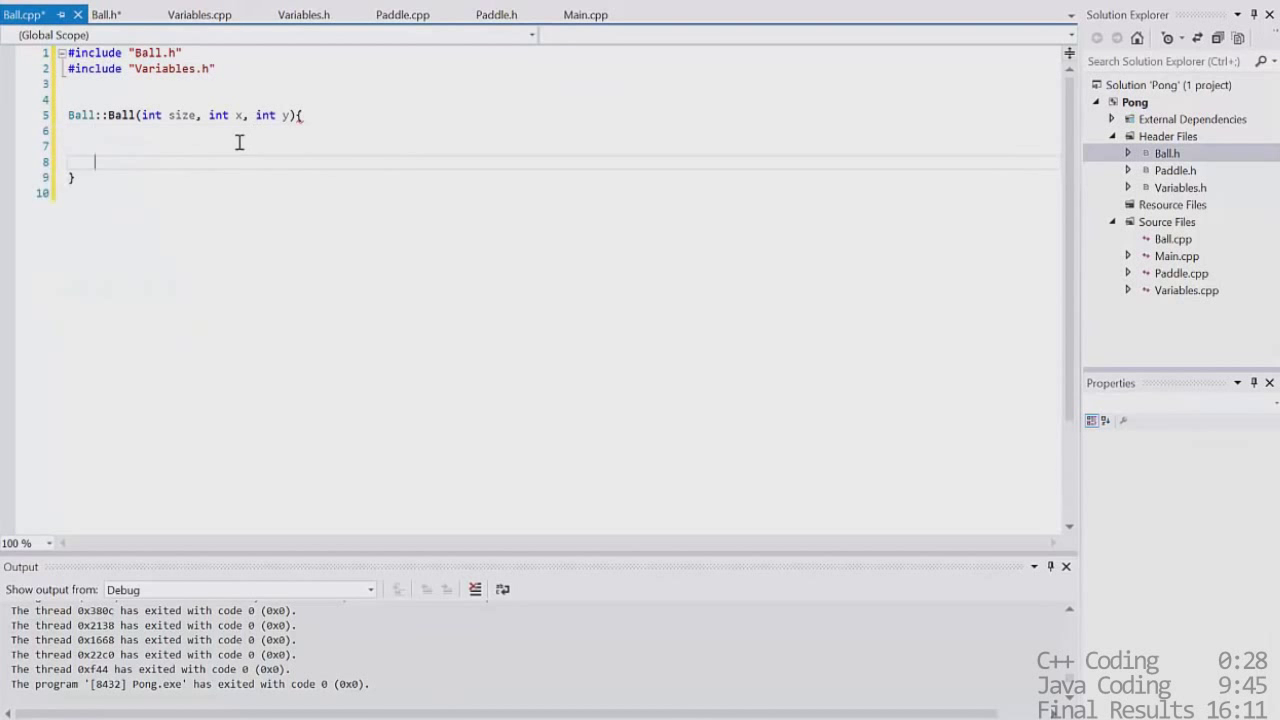 Ball.cpp*
Ball.h*
Variables.cpp
Variables.h
Paddle.cpp
Paddle.h
Main.cpp
(Global Scope)
1 #include "Ball.h"
2 #include "Variables.h"
3
4
5 Ball::Ball(int size, int x, int y){
6
7
8
9 }
10
100 %
Output
Show output from: Debug
The thread 0x380c has exited with code 0 (0x0).
The thread 0x2138 has exited with code 0 (0x0).
The thread 0x1668 has exited with code 0 (0x0).
The thread 0x22c0 has exited with code 0 (0x0).
The thread 0xf44 has exited with code 0 (0x0).
The program '[8432] Pong.exe' has exited with code 0 (0x0).
Solution Explorer
Search Solution Explorer (Ctrl+;)
Solution 'Pong' (1 project)
Pong
External Dependencies
Header Files
Ball.h
Paddle.h
Variables.h
Resource Files
Source Files
Ball.cpp
Main.cpp
Paddle.cpp
Variables.cpp
Properties
C++ Coding 0:28
Java Coding 9:45
Final Results 16:11